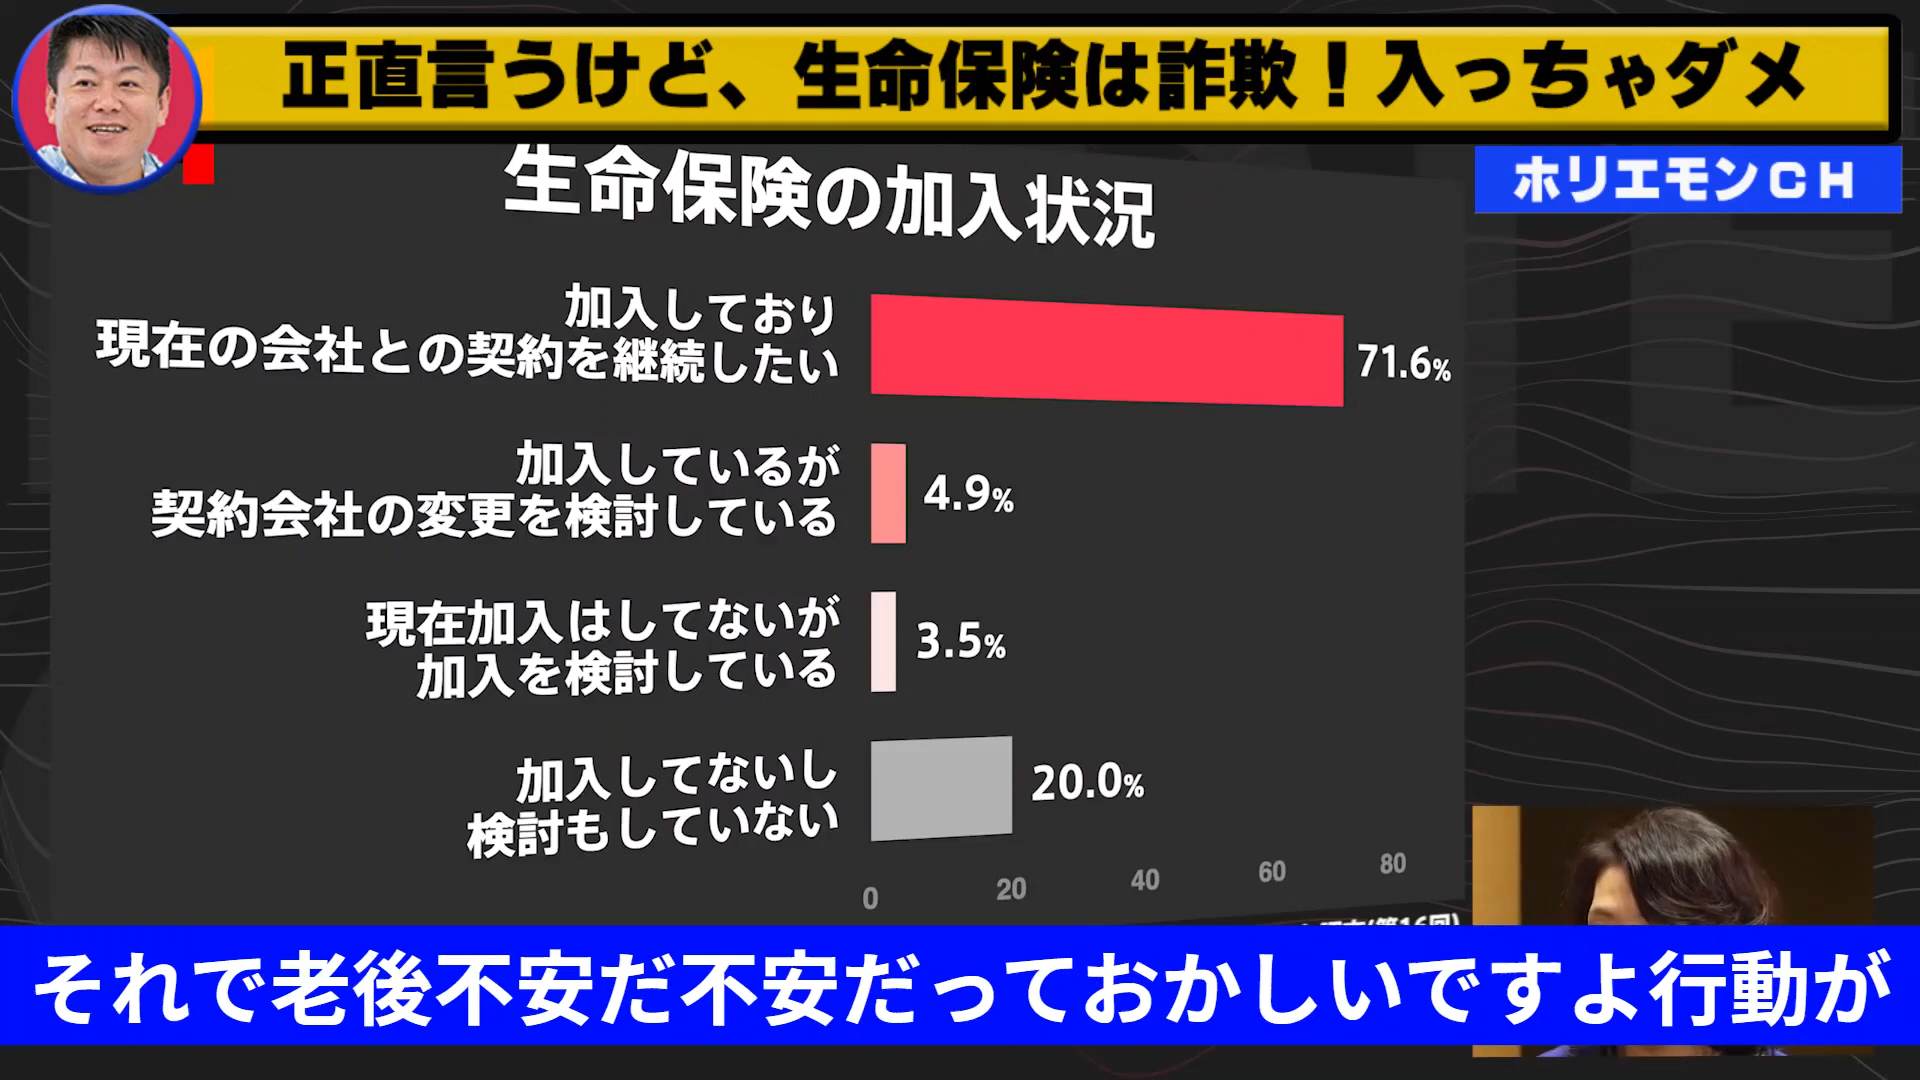 正直言うけど、生命保険は詐欺！入っちゃダメ
ホリエモンCH
生命保険の加入状況
加入しており
現在の会社との契約を継続したい
71.6%
加入しているが
契約会社の変更を検討している
4.9%
現在加入はしてないが
加入を検討している
3.5%
加入してないし
検討もしていない
20.0%
0 20 40 60 80
(第16回)
それで老後不安だ不安だっておかしいですよ行動が